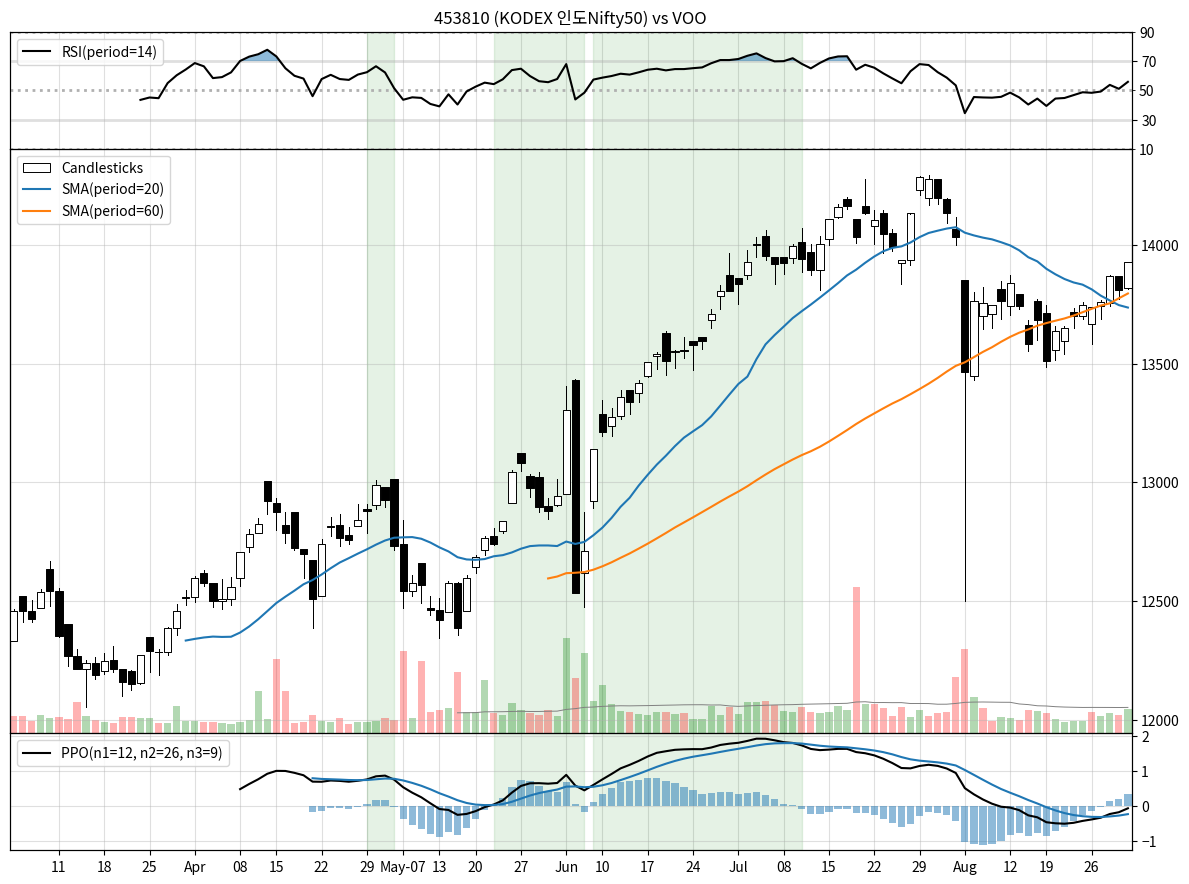 453810 (KODEX 인도Nifty50) vs VOO
RSI(period=14)
90
70
50
30
10
Candlesticks
SMA(period=20)
SMA(period=60)
14000
13500
13000
12500
12000
PPO(n1=12, n2=26, n3=9)
2
1
0
−1
11 18 25 Apr 08 15 22 29 May-07 13 20 27 Jun 10 17 24 Jul 08 15 22 29 Aug 12 19 26